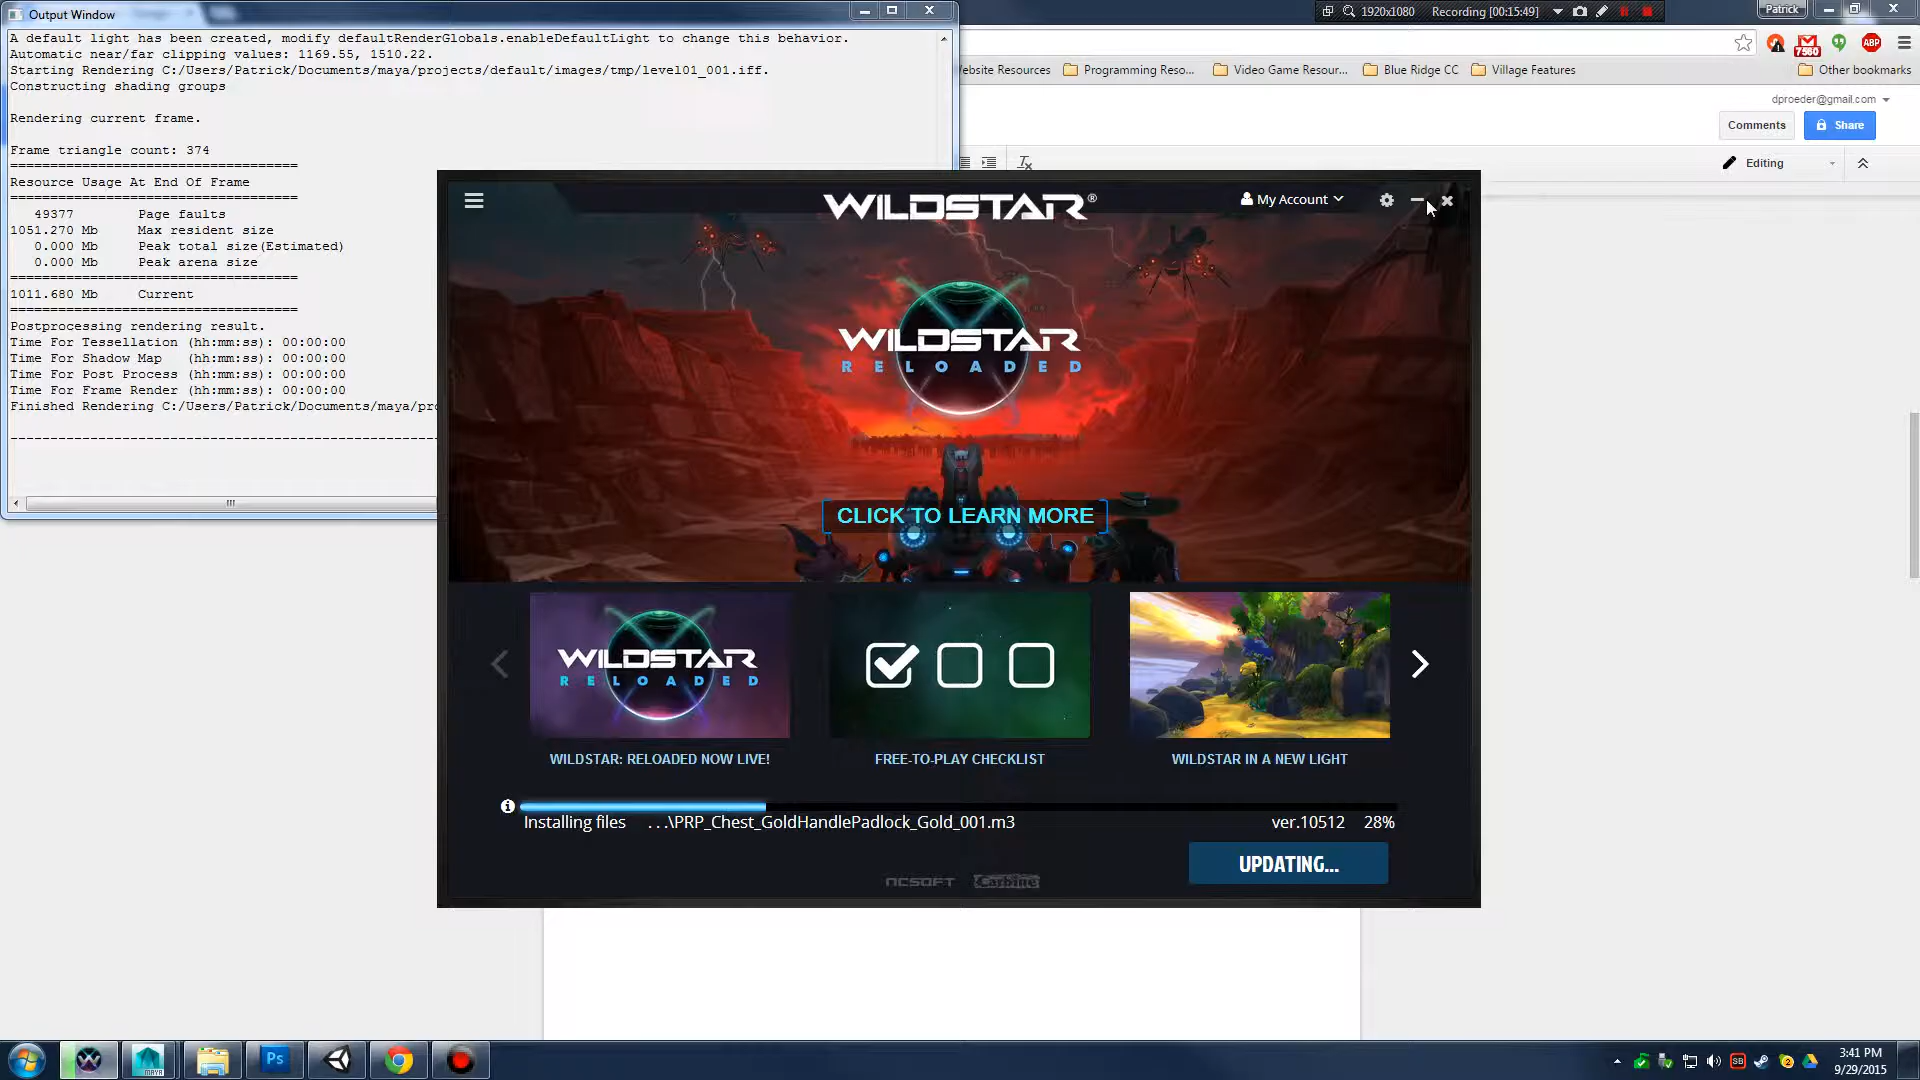 Output Window
A default light has been created, modify defaultRenderGlobals.enableDefaultLight to change this behavior.
Automatic near/far clipping values: 1169.55, 1510.22.
Starting Rendering C:/Users/Patrick/Documents/maya/projects/default/images/tmp/level01_001.iff.
Constructing shading groups
Rendering current frame.
Frame triangle count: 374
====================================
Resource Usage At End Of Frame
====================================
49377 Page faults
1051.270 Mb Max resident size
0.000 Mb Peak total size(Estimated)
0.000 Mb Peak arena size
====================================
1011.680 Mb Current
====================================
Postprocessing rendering result.
Time For Tessellation (hh:mm:ss): 00:00:00
Time For Shadow Map (hh:mm:ss): 00:00:00
Time For Post Process (hh:mm:ss): 00:00:00
Time For Frame Render (hh:mm:ss): 00:00:00
Finished Rendering C:/Users/Patrick/Documents/maya/pro
1920x1080 Recording [00:15:49]
Patrick
7560
ABP
ebsite Resources Programming Reso... Video Game Resour... Blue Ridge CC Village Features Other bookmarks
dproeder@gmail.com
Comments Share
Editing
WILDSTAR®
My Account
WILDSTAR
RELOADED
CLICK TO LEARN MORE
WILDSTAR
RELOADED
WILDSTAR: RELOADED NOW LIVE!
FREE-TO-PLAY CHECKLIST
WILDSTAR IN A NEW LIGHT
Installing files ...\PRP_Chest_GoldHandlePadlock_Gold_001.m3 ver.10512 28%
UPDATING...
NCSOFT Carbine
Ps
MAYA
SB
2
3:41 PM
9/29/2015